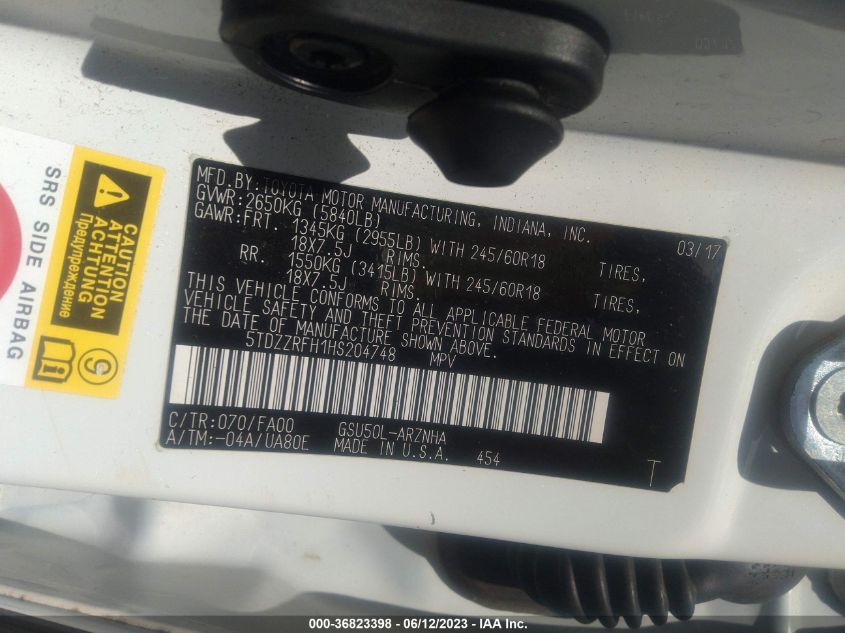 SRS SIDE AIRBAG
CAUTION
ATTENTION
ACHTUNG
Предупреждение
MFD.BY:TOYOTA MOTOR MANUFACTURING, INDIANA, INC. 03/17
GVWR:2650KG (5840LB)
GAWR:FRT. 1345KG (2955LB) WITH 245/60R18 TIRES,
18X7.5J RIMS.
RR. 1550KG (3415LB) WITH 245/60R18 TIRES,
18X7.5J RIMS.
THIS VEHICLE CONFORMS TO ALL APPLICABLE FEDERAL MOTOR
VEHICLE SAFETY AND THEFT PREVENTION STANDARDS IN EFFECT ON
THE DATE OF MANUFACTURE SHOWN ABOVE.
5TDZZRFH1HS204748 MPV
C/TR:070/FA00 GSU50L-ARZNHA
A/TM:-04A/UA80E MADE IN U.S.A. 454 T
000-36823398 - 06/12/2023 - IAA Inc.